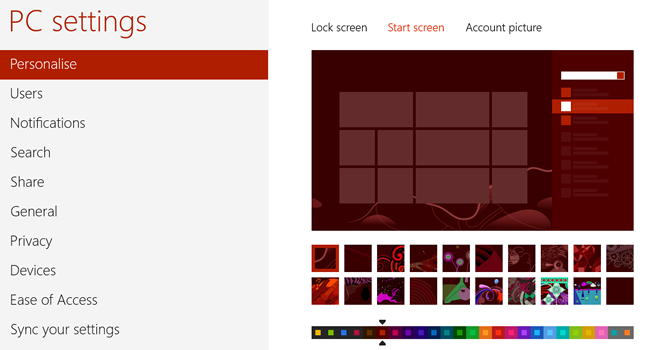 PC settings
Personalise
Users
Notifications
Search
Share
General
Privacy
Devices
Ease of Access
Sync your settings
Lock screen Start screen Account picture